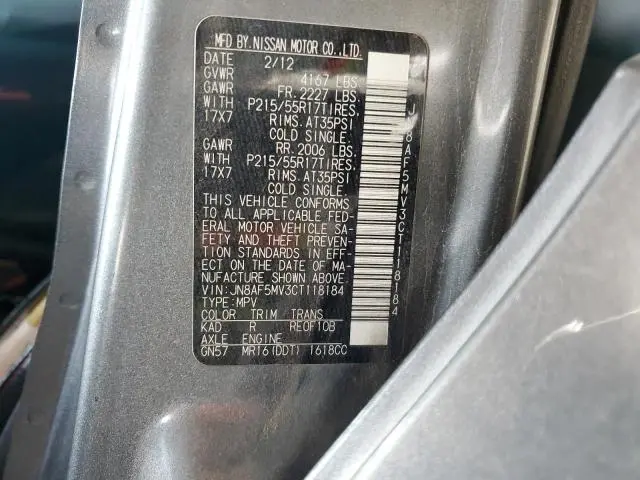 MFD BY. NISSAN MOTOR CO., LTD.
DATE 2/12
GVWR 4167 LBS.
GAWR FR. 2227 LBS.
WITH P215/55R17TIRES,
17X7 RIMS. AT35PSI
COLD SINGLE.
GAWR RR. 2006 LBS.
WITH P215/55R17TIRES,
17X7 RIMS. AT35PSI
COLD SINGLE.
THIS VEHICLE CONFORMS
TO ALL APPLICABLE FED-
ERAL MOTOR VEHICLE SA-
FETY AND THEFT PREVEN-
TION STANDARDS IN EFF-
ECT ON THE DATE OF MA-
NUFACTURE SHOWN ABOVE.
VIN:JN8AF5MV3CT118184
TYPE:MPV
COLOR TRIM TRANS
KAD R RE0F10B
AXLE ENGINE
GN57 MR16(DDT) 1618CC
JN8AF5MV3CT118184